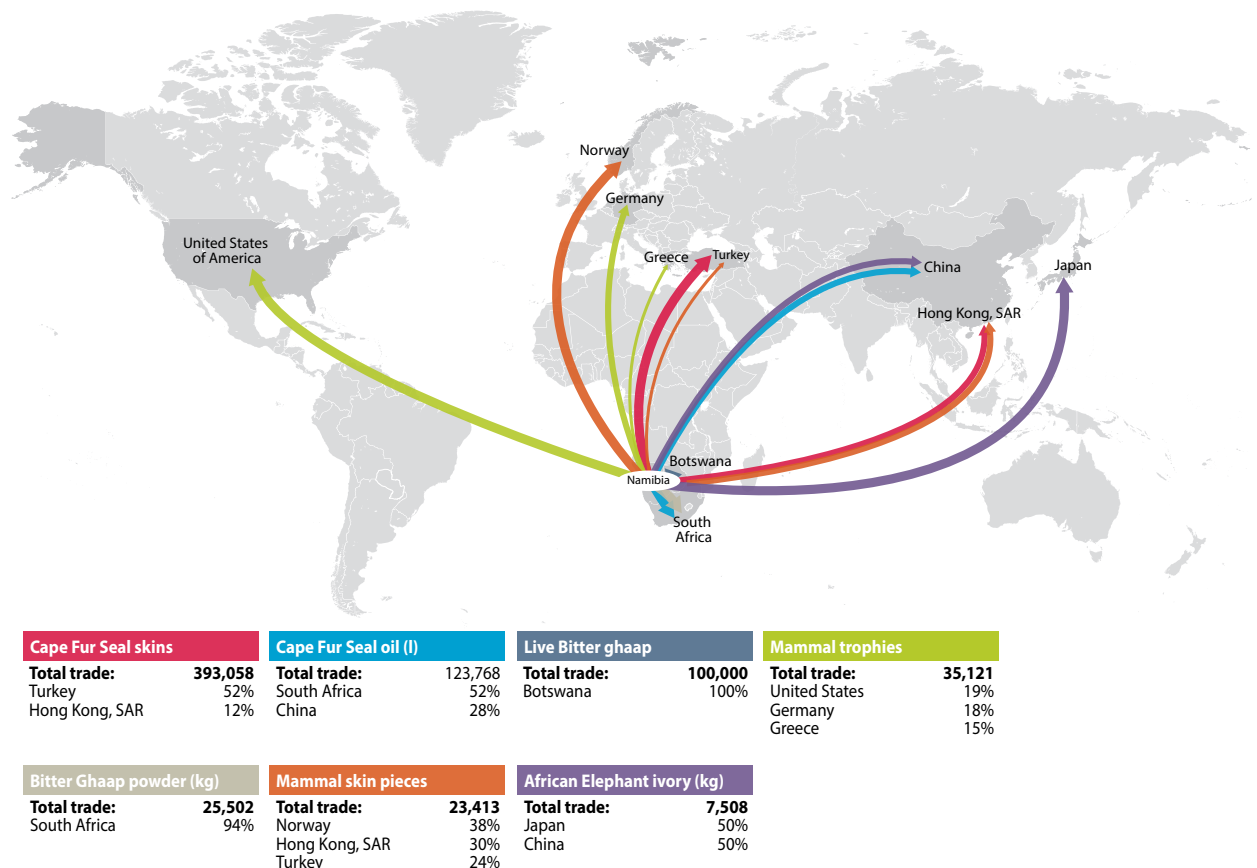 Norway
Germany
Greece
Turkey
United States
of America
China
Japan
Hong Kong, SAR
Botswana
Namibia
South
Africa
Cape Fur Seal skins
Total trade: 393,058
Turkey 52%
Hong Kong, SAR 12%
Cape Fur Seal oil (l)
Total trade: 123,768
South Africa 52%
China 28%
Live Bitter ghaap
Total trade: 100,000
Botswana 100%
Mammal trophies
Total trade: 35,121
United States 19%
Germany 18%
Greece 15%
Bitter Ghaap powder (kg)
Total trade: 25,502
South Africa 94%
Mammal skin pieces
Total trade: 23,413
Norway 38%
Hong Kong, SAR 30%
Turkey 24%
African Elephant ivory (kg)
Total trade: 7,508
Japan 50%
China 50%